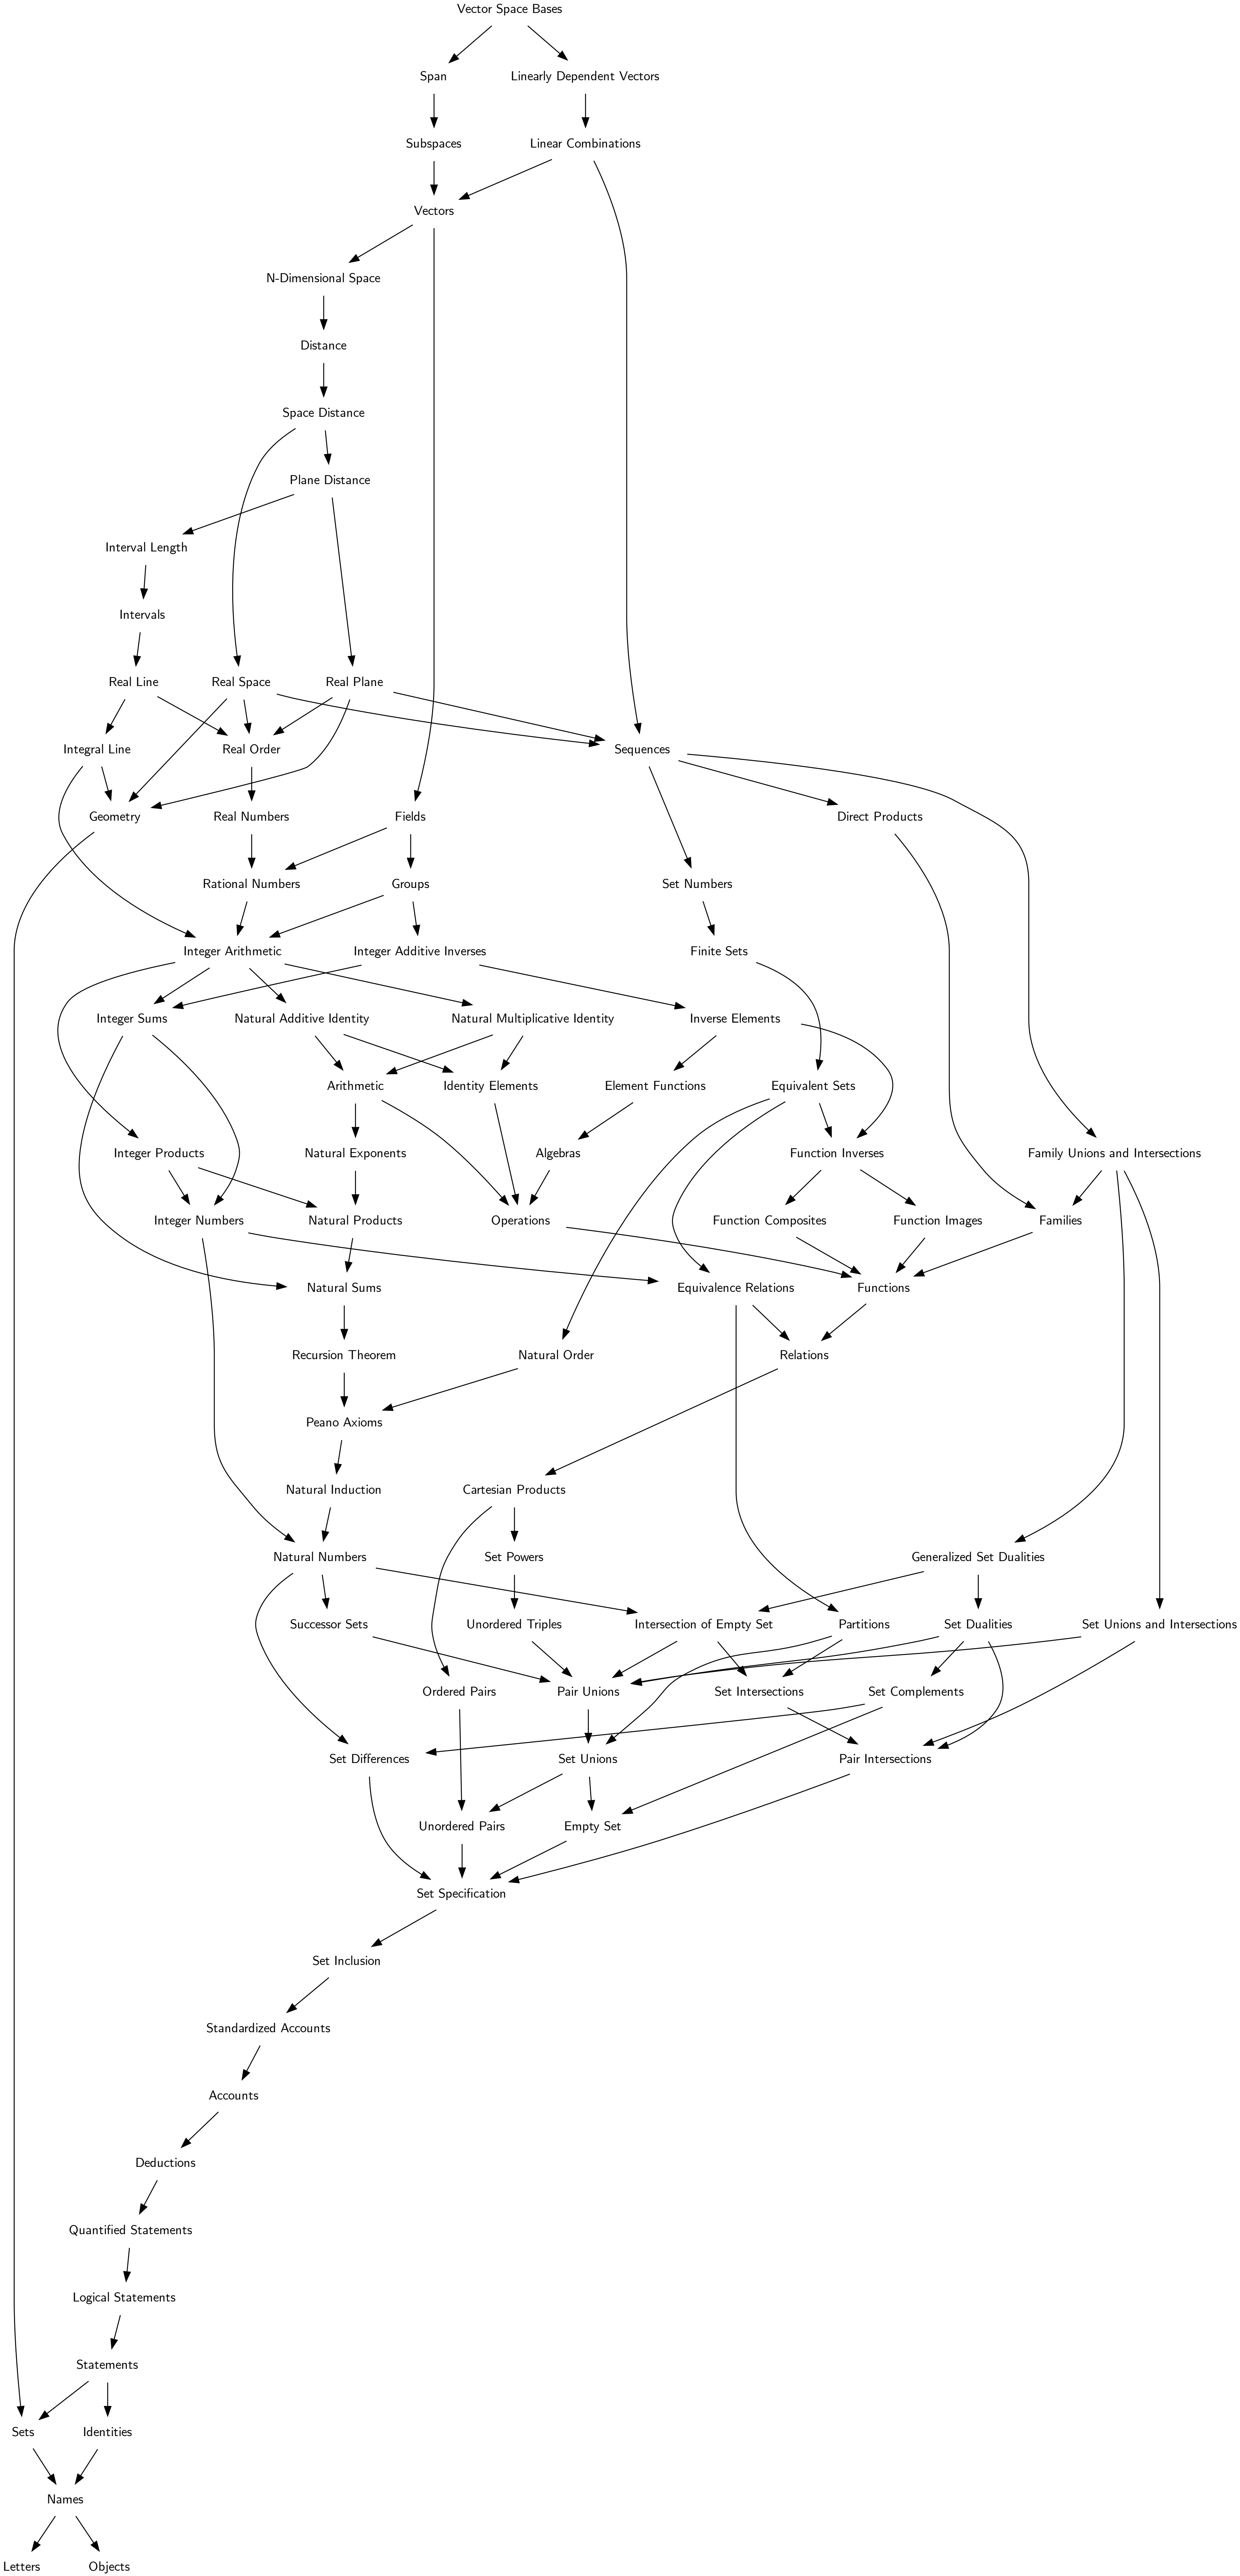 Vector Space Bases
Span
Linearly Dependent Vectors
Subspaces
Linear Combinations
Vectors
N-Dimensional Space
Distance
Space Distance
Plane Distance
Interval Length
Intervals
Real Line
Real Space
Real Plane
Integral Line
Real Order
Sequences
Geometry
Real Numbers
Fields
Direct Products
Rational Numbers
Groups
Set Numbers
Integer Arithmetic
Integer Additive Inverses
Finite Sets
Integer Sums
Natural Additive Identity
Natural Multiplicative Identity
Inverse Elements
Arithmetic
Identity Elements
Element Functions
Equivalent Sets
Integer Products
Natural Exponents
Algebras
Function Inverses
Family Unions and Intersections
Integer Numbers
Natural Products
Operations
Function Composites
Function Images
Families
Natural Sums
Equivalence Relations
Functions
Recursion Theorem
Natural Order
Relations
Peano Axioms
Natural Induction
Cartesian Products
Natural Numbers
Set Powers
Generalized Set Dualities
Successor Sets
Unordered Triples
Intersection of Empty Set
Partitions
Set Dualities
Set Unions and Intersections
Ordered Pairs
Pair Unions
Set Intersections
Set Complements
Set Differences
Set Unions
Pair Intersections
Unordered Pairs
Empty Set
Set Specification
Set Inclusion
Standardized Accounts
Accounts
Deductions
Quantified Statements
Logical Statements
Statements
Sets
Identities
Names
Letters
Objects